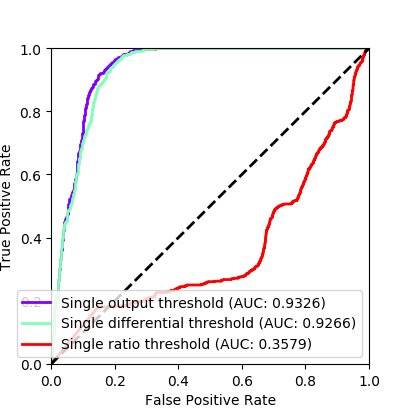 1.0
0.8
0.6
0.4
0.2
0.0
True Positive Rate
Single output threshold (AUC: 0.9326)
Single differential threshold (AUC: 0.9266)
Single ratio threshold (AUC: 0.3579)
0.0 0.2 0.4 0.6 0.8 1.0
False Positive Rate